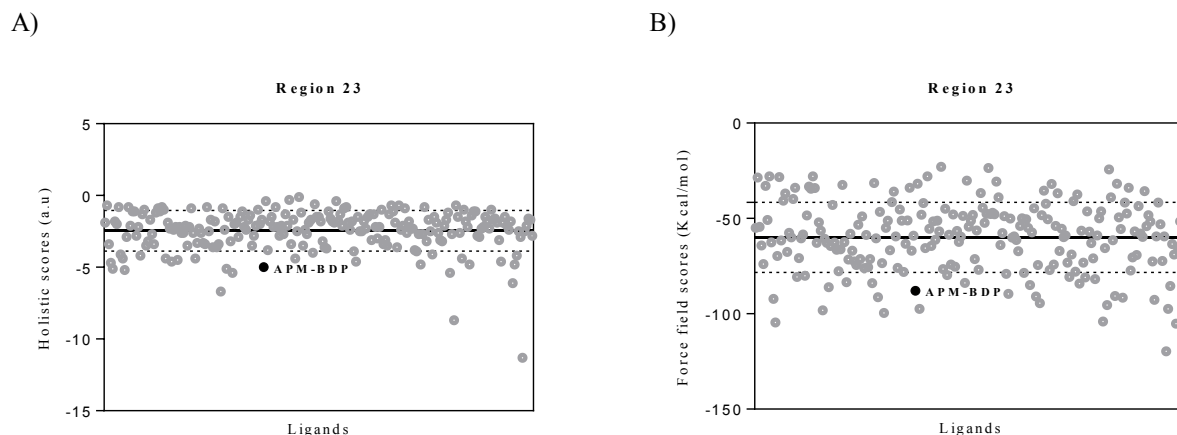 A)
Region 23
Holistic scores (a.u)
5
0
-5
-10
-15
APM-BDP
Ligands
B)
Region 23
Force field scores (Kcal/mol)
0
-50
-100
-150
APM-BDP
Ligands